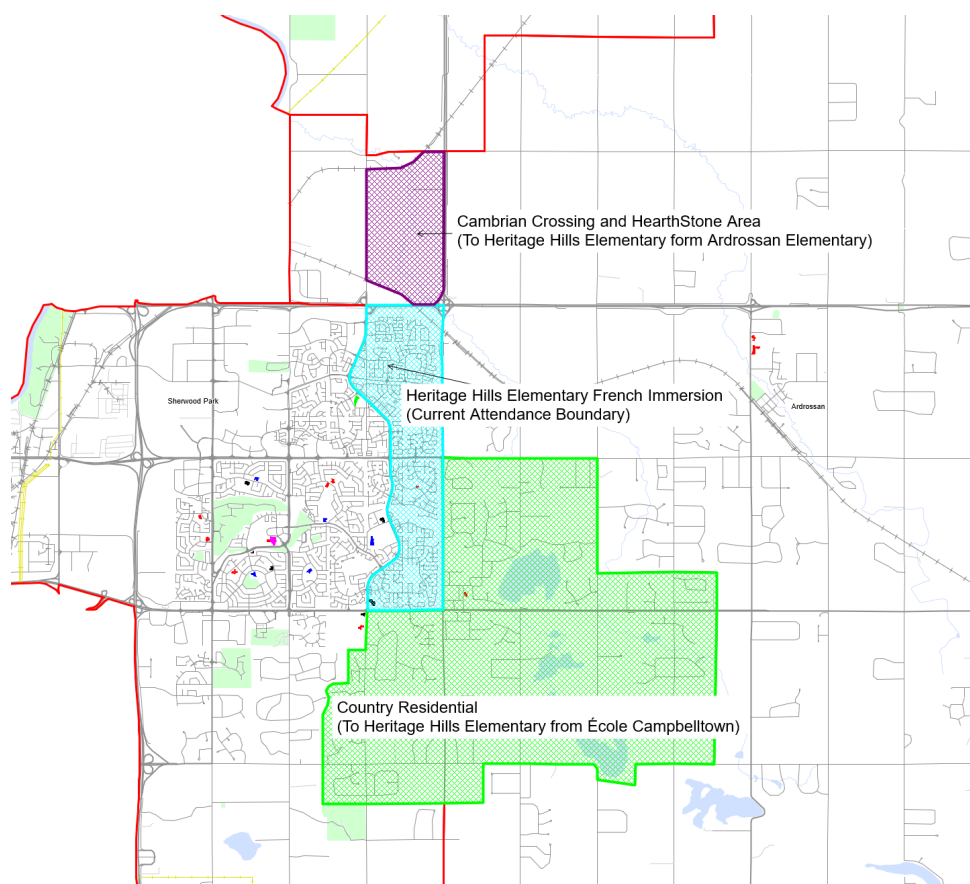 Cambrian Crossing and HearthStone Area
(To Heritage Hills Elementary form Ardrossan Elementary)
Heritage Hills Elementary French Immersion
(Current Attendance Boundary)
Sherwood Park
Ardrossan
Country Residential
(To Heritage Hills Elementary from École Campbelltown)